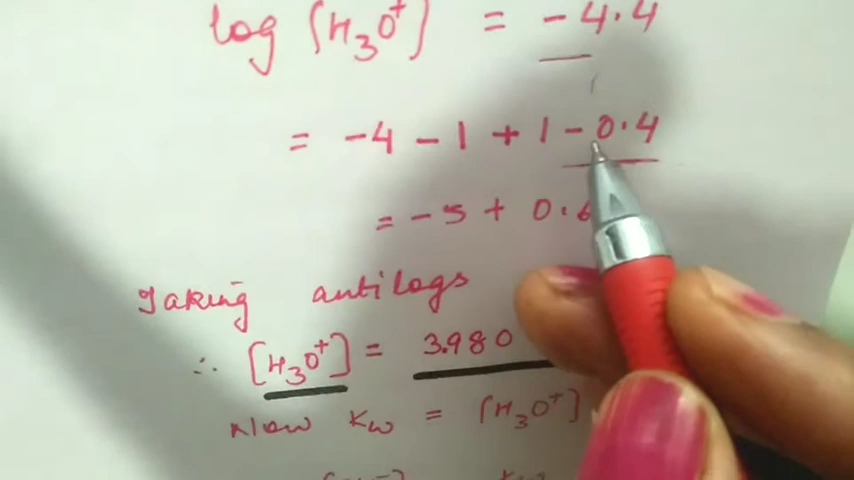 log [H₃O⁺] = -4.4
= -4 - 1 + 1 - 0.4
= -5 + 0.6
Taking antilogs
∴ [H₃O⁺] = 3.980
Now Kw = [H₃O⁺]